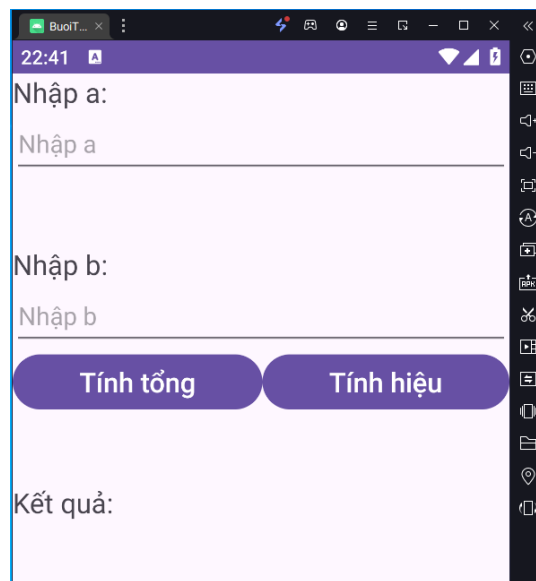 BuoiT...
22:41 A
Nhập a:
Nhập a
Nhập b:
Nhập b
Tính tổng Tính hiệu
Kết quả: